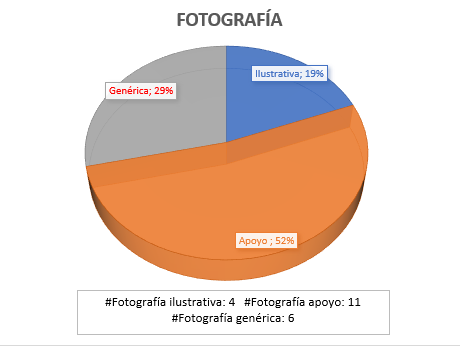 FOTOGRAFÍA
Ilustrativa; 19%
Genérica; 29%
Apoyo ; 52%
#Fotografía ilustrativa: 4   #Fotografía apoyo: 11
#Fotografía genérica: 6